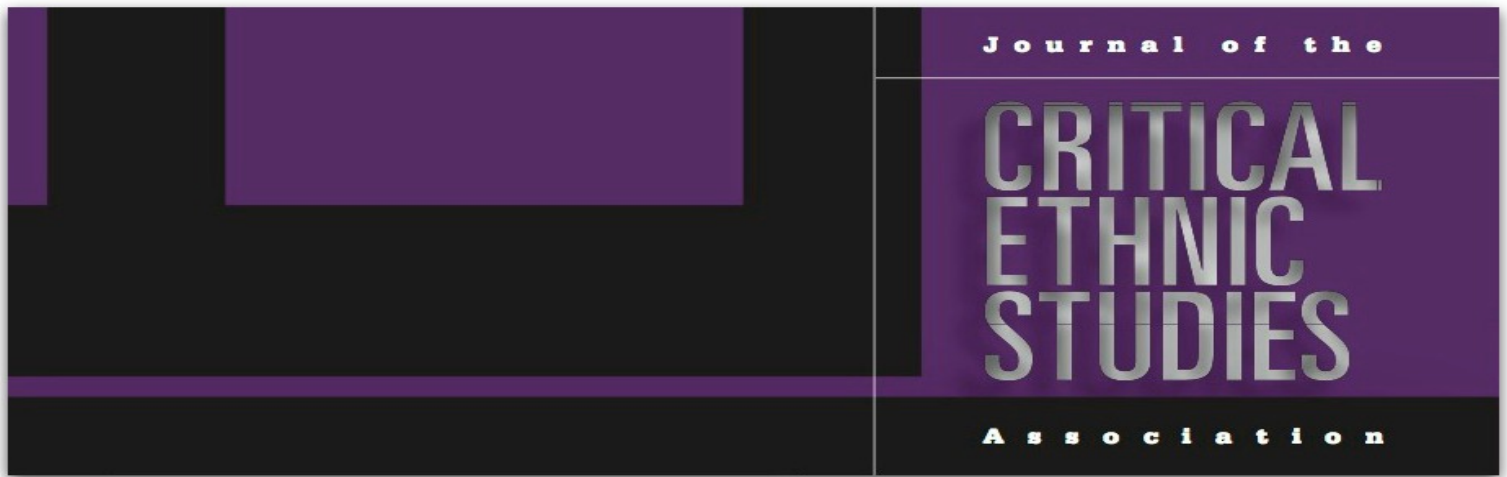 Journal of the
CRITICAL
ETHNIC
STUDIES
Association